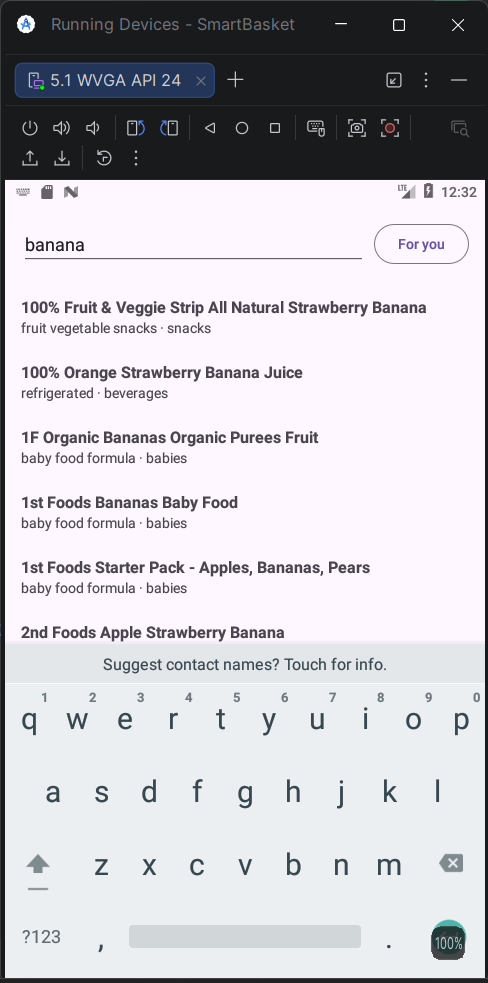 Running Devices - SmartBasket
5.1 WVGA API 24
LTE 12:32
banana
For you
100% Fruit & Veggie Strip All Natural Strawberry Banana
fruit vegetable snacks · snacks
100% Orange Strawberry Banana Juice
refrigerated · beverages
1F Organic Bananas Organic Purees Fruit
baby food formula · babies
1st Foods Bananas Baby Food
baby food formula · babies
1st Foods Starter Pack - Apples, Bananas, Pears
baby food formula · babies
2nd Foods Apple Strawberry Banana
Suggest contact names? Touch for info.
1 2 3 4 5 6 7 8 9 0
q w e r t y u i o p
a s d f g h j k l
z x c v b n m
?123 , . 100%